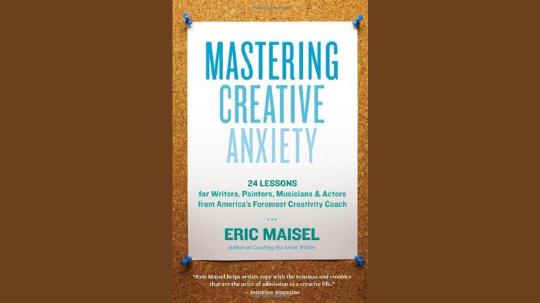 MASTERING
CREATIVE
ANXIETY
24 LESSONS
for Writers, Painters, Musicians & Actors
from America's Foremost Creativity Coach
...
ERIC MAISEL
author of Coaching the Artist Within
"Eric Maisel helps artists cope with the traumas and troubles
that are the price of admission to a creative life."
— Intuition magazine